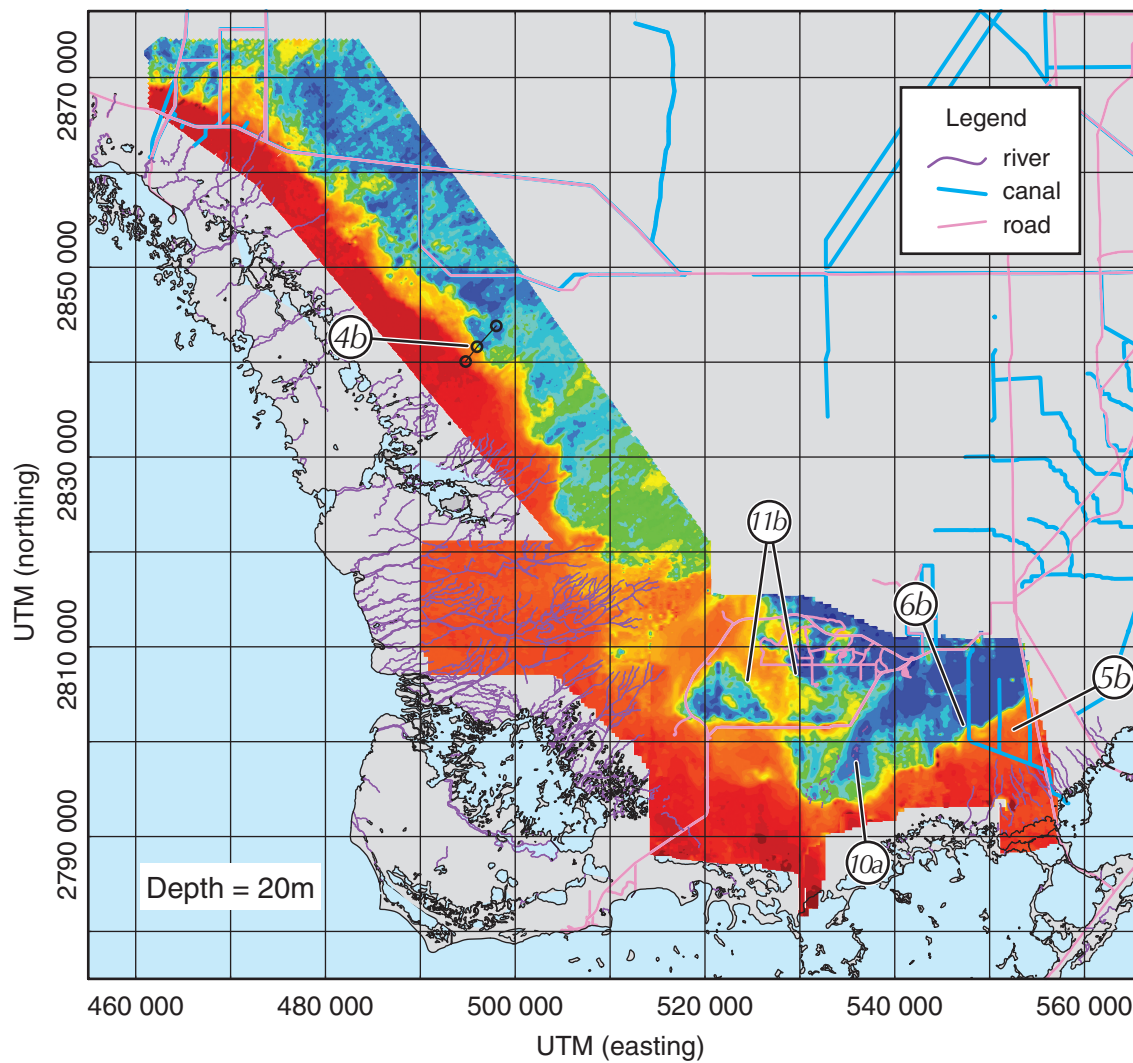 Legend
river
canal
road
4b
11b
6b
5b
10a
Depth = 20m
2870 000
2850 000
2830 000
2810 000
2790 000
UTM (northing)
460 000 480 000 500 000 520 000 540 000 560 000
UTM (easting)